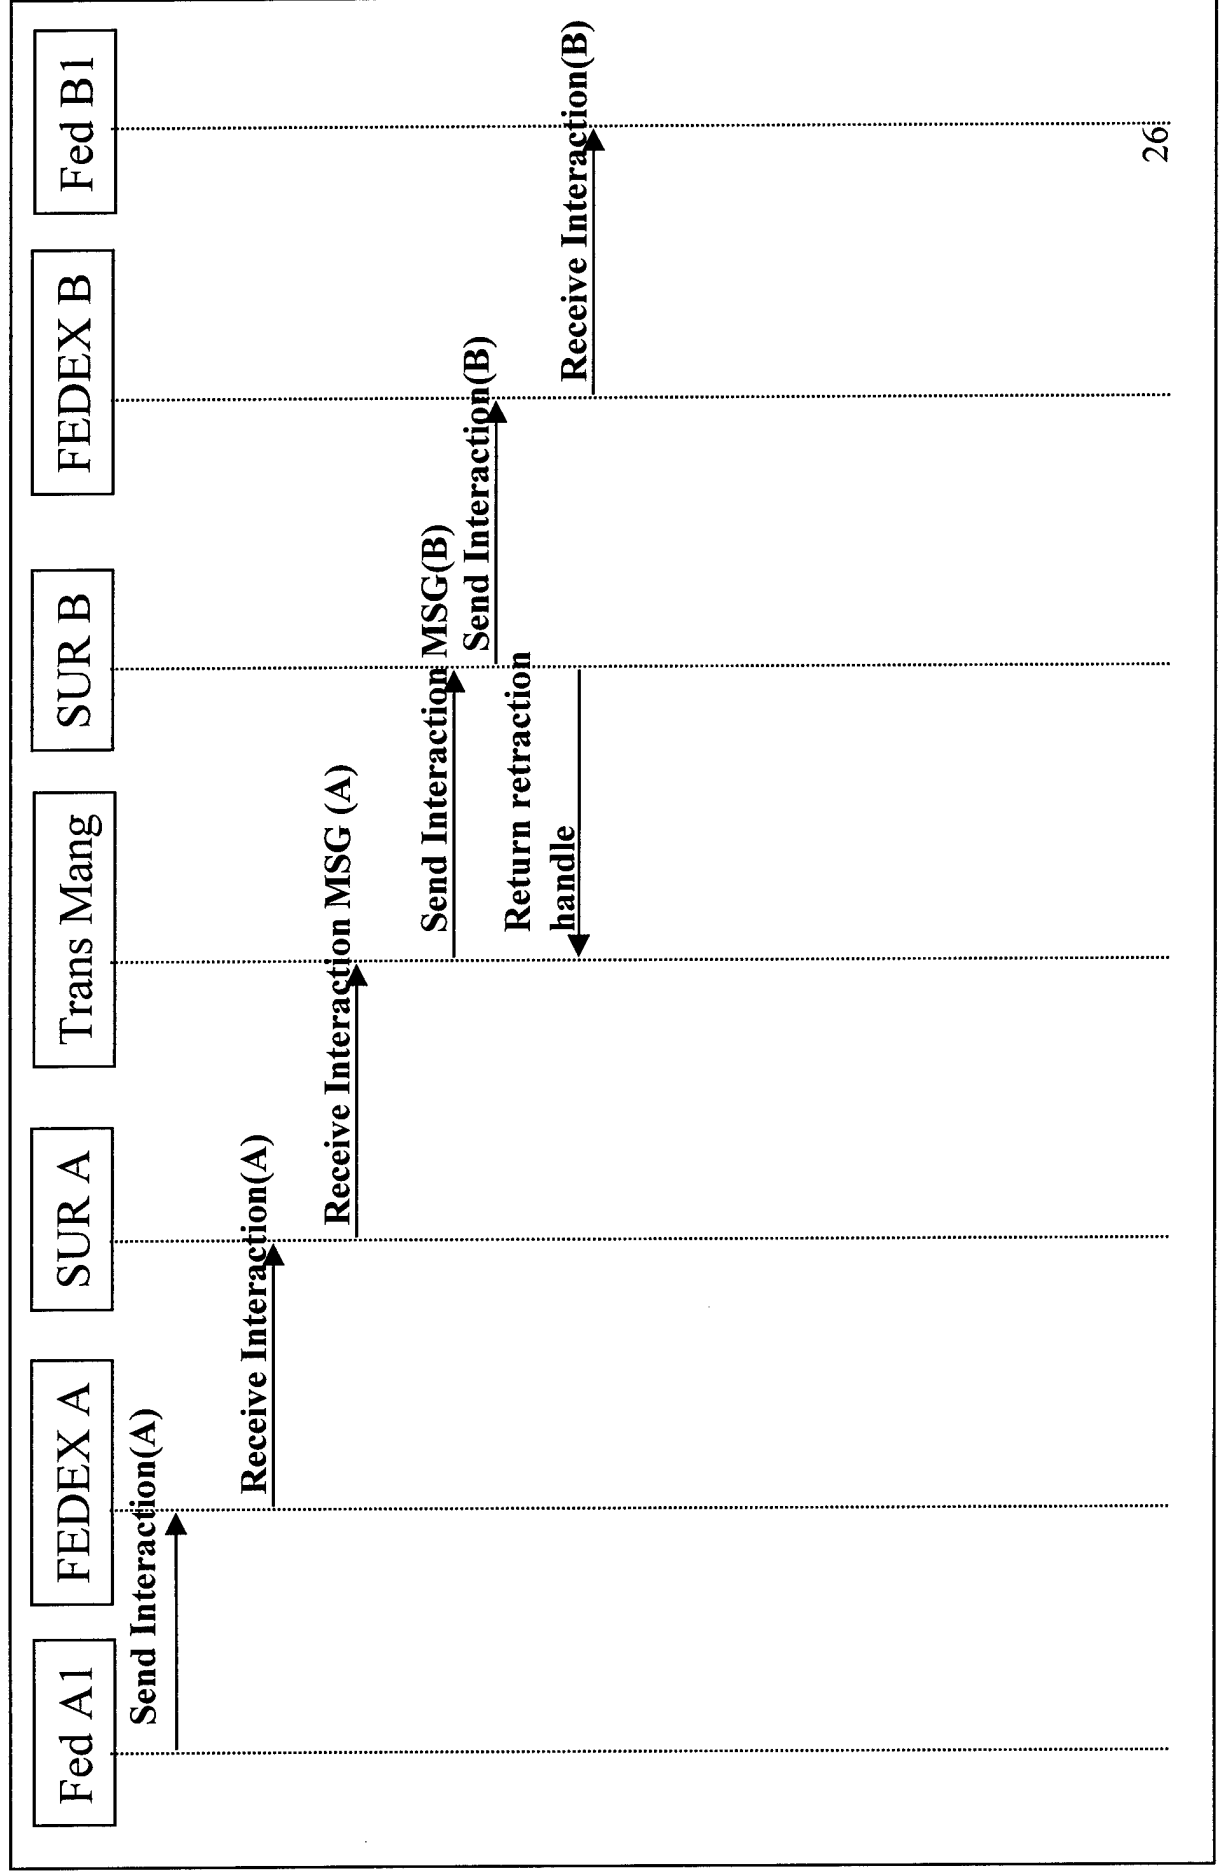 Fed A1
FEDEX A
SUR A
Trans Mang
SUR B
FEDEX B
Fed B1
Send Interaction(A)
Receive Interaction(A)
Receive Interaction MSG (A)
Send Interaction MSG(B)
Send Interaction(B)
Return retraction
handle
Receive Interaction(B)
26